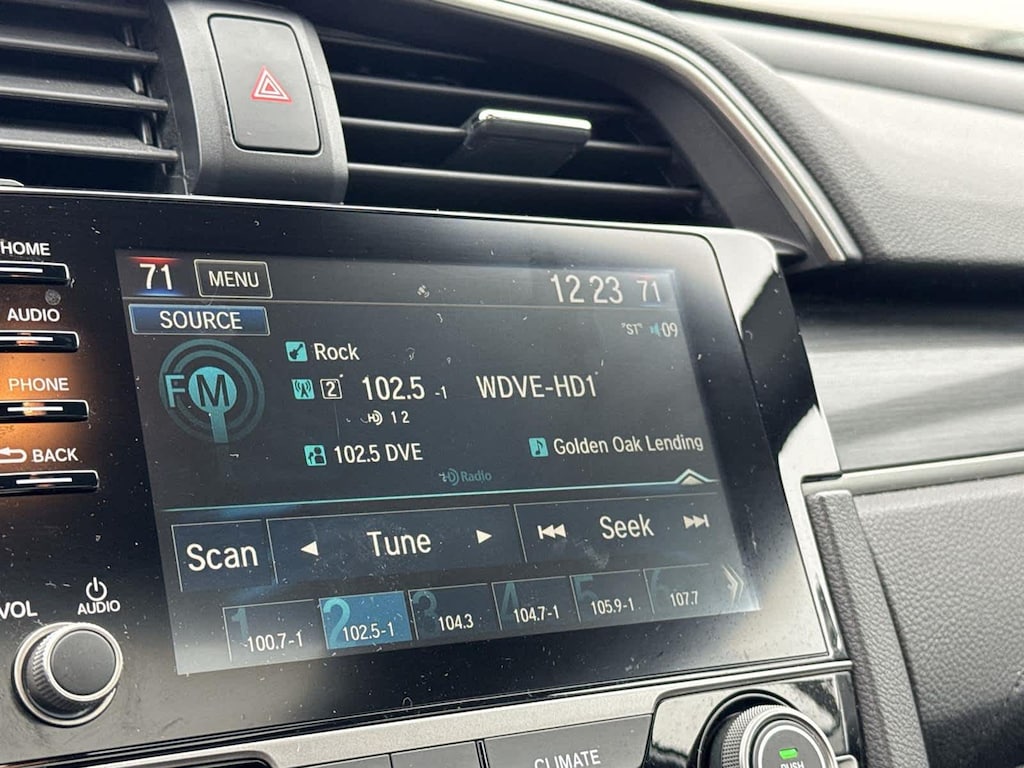 HOME
AUDIO
PHONE
BACK
VOL
AUDIO
71 MENU 12 23 71
SOURCE
"ST" 09
FM
Rock
2 102.5 -1 WDVE-HD1
HD 1 2
102.5 DVE Golden Oak Lending
HD Radio
Scan Tune Seek
1 100.7-1
2 102.5-1
3 104.3
4 104.7-1
5 105.9-1
6 107.7
CLIMATE
PUSH